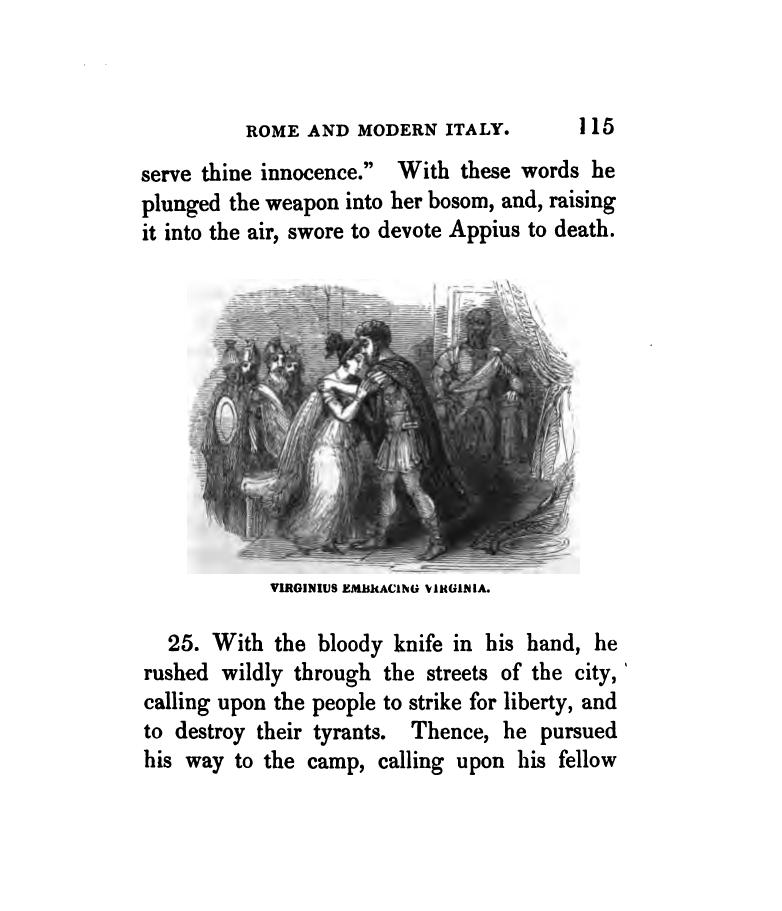 ROME AND MODERN ITALY. 115
serve thine innocence." With these words he
plunged the weapon into her bosom, and, raising
it into the air, swore to devote Appius to death.
VIRGINIUS EMBRACING VIRGINIA.
25. With the bloody knife in his hand, he
rushed wildly through the streets of the city,
calling upon the people to strike for liberty, and
to destroy their tyrants. Thence, he pursued
his way to the camp, calling upon his fellow